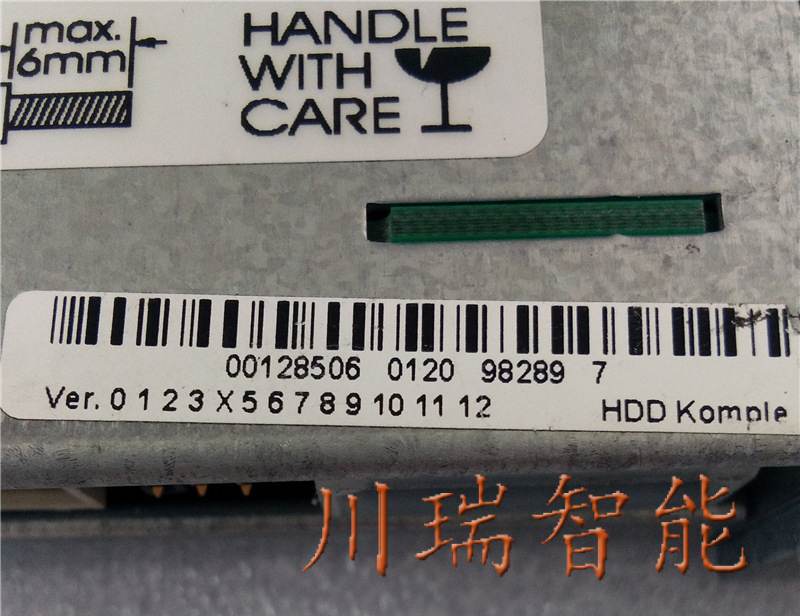 max.
6mm
HANDLE
WITH
CARE
00128506 0120 98289 7
Ver. 0 1 2 3 X 5 6 7 8 9 10 11 12
HDD Komple
川瑞智能